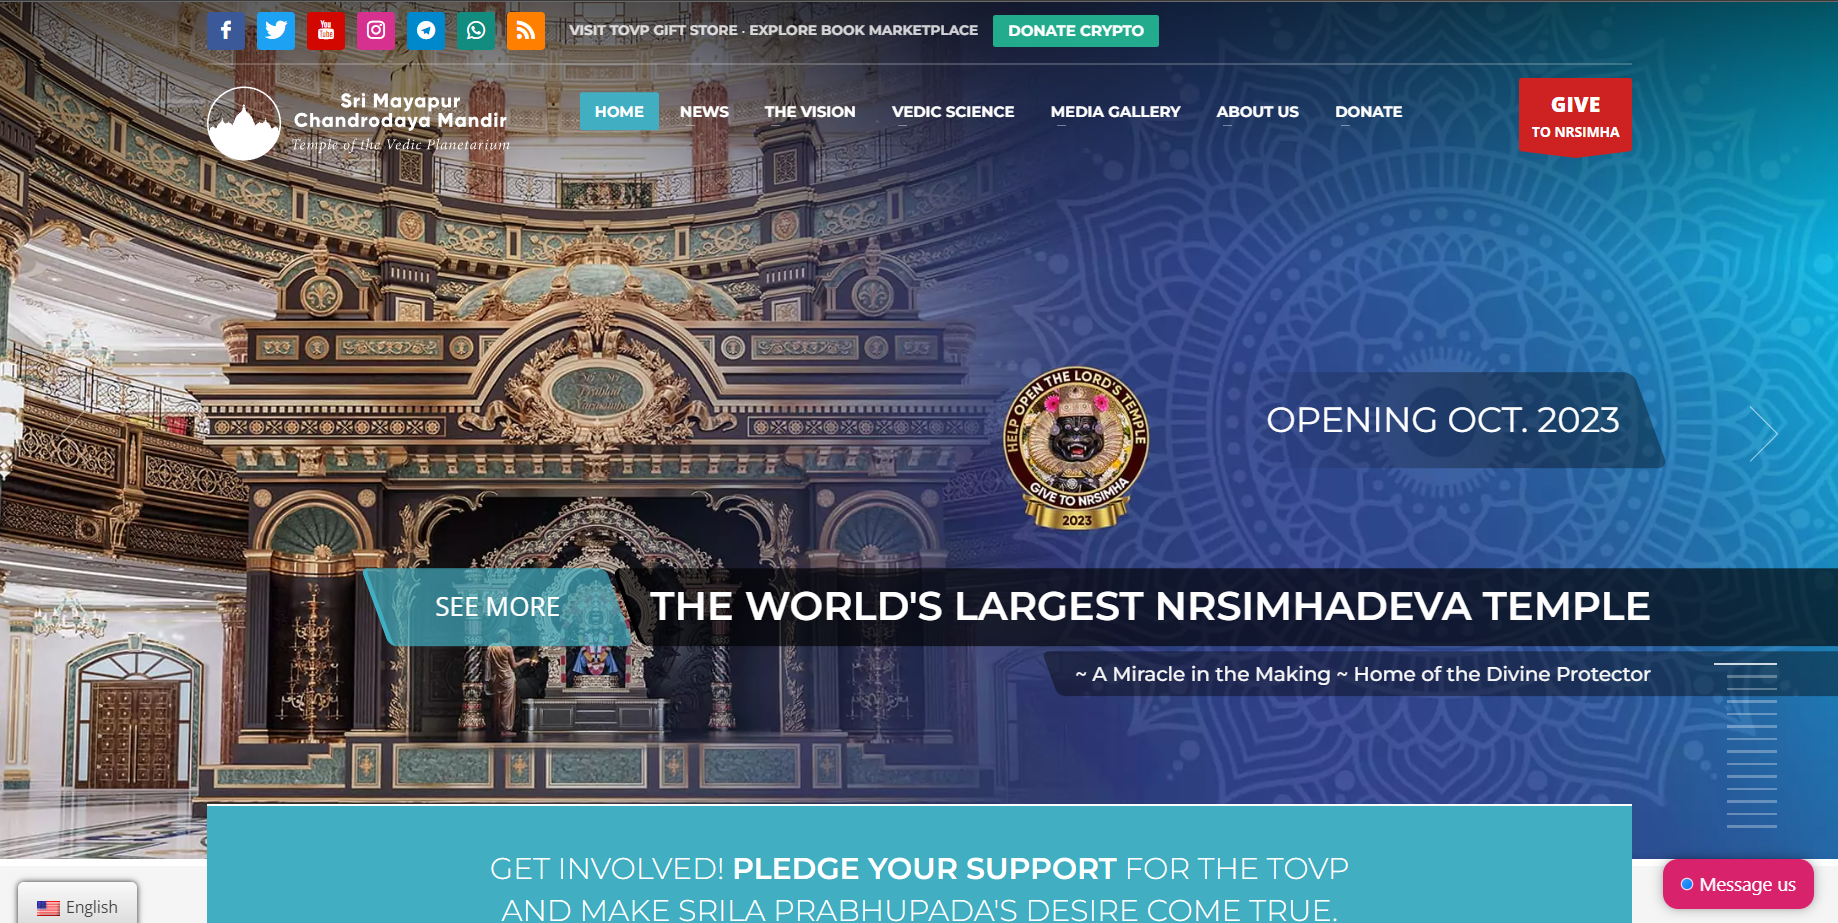 VISIT TOVP GIFT STORE · EXPLORE BOOK MARKETPLACE
DONATE CRYPTO
Sri Mayapur
Chandrodaya Mandir
Temple of the Vedic Planetarium
HOME
NEWS
THE VISION
VEDIC SCIENCE
MEDIA GALLERY
ABOUT US
DONATE
GIVE
TO NRSIMHA
HELP OPEN THE LORD'S TEMPLE
GIVE TO NRSIMHA
2023
OPENING OCT. 2023
SEE MORE
THE WORLD'S LARGEST NRSIMHADEVA TEMPLE
~ A Miracle in the Making ~ Home of the Divine Protector
GET INVOLVED! PLEDGE YOUR SUPPORT FOR THE TOVP
AND MAKE SRILA PRABHUPADA'S DESIRE COME TRUE.
English
Message us